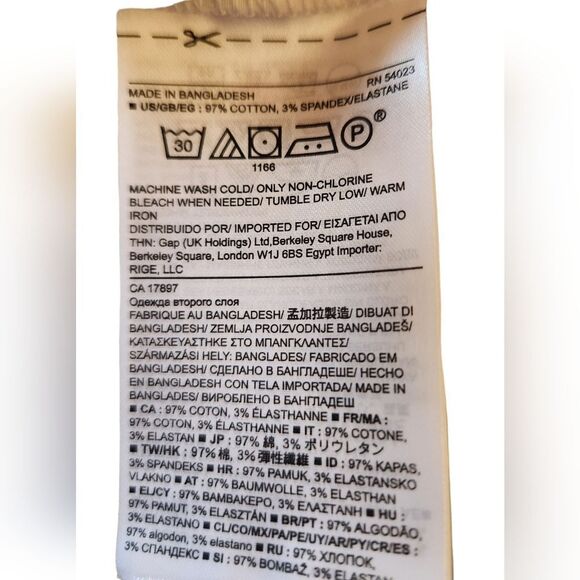 RN 54023
MADE IN BANGLADESH
■ US/GB/EG : 97% COTTON, 3% SPANDEX/ELASTANE
30 P ®
1166
MACHINE WASH COLD/ ONLY NON-CHLORINE
BLEACH WHEN NEEDED/ TUMBLE DRY LOW/ WARM
IRON
DISTRIBUIDO POR/ IMPORTED FOR/ ΕΙΣΑΓΕΤΑΙ ΑΠΟ
ΤΗΝ: Gap (UK Holdings) Ltd,Berkeley Square House,
Berkeley Square, London W1J 6BS Egypt Importer:
RIGE, LLC
CA 17897
Одежда второго слоя
FABRIQUE AU BANGLADESH/ 孟加拉製造/ DIBUAT DI
BANGLADESH/ ZEMLJA PROIZVODNJE BANGLADEŠ/
ΚΑΤΑΣΚΕΥΑΣΤΗΚΕ ΣΤΟ ΜΠΑΝΓΚΛΑΝΤΕΣ/
SZÁRMAZÁSI HELY: BANGLADES/ FABRICADO EM
BANGLADESH/ СДЕЛАНО В БАНГЛАДЕШЕ/ HECHO
EN BANGLADESH CON TELA IMPORTADA/ MADE IN
BANGLADES/ ВИРОБЛЕНО В БАНГЛАДЕШ
■ CA : 97% COTON, 3% ÉLASTHANNE ■ FR/MA :
97% COTON, 3% ÉLASTHANNE ■ IT : 97% COTONE,
3% ELASTAN ■ JP : 97% 綿, 3% ポリウレタン
■ TW/HK : 97% 棉, 3% 彈性纖維 ■ ID : 97% KAPAS,
3% SPANDEKS ■ HR : 97% PAMUK, 3% ELASTANSKO
VLAKNO ■ AT : 97% BAUMWOLLE, 3% ELASTHAN
■ EL/CY : 97% ΒΑΜΒΑΚΕΡΟ, 3% ΕΛΑΣΤΑΝΗ ■ HU :
97% PAMUT, 3% ELASZTÁN ■ BR/PT : 97% ALGODÃO,
3% ELASTANO ■ CL/CO/MX/PA/PE/UY/AR/PY/CR/ES :
97% algodón, 3% elastano ■ RU : 97% ХЛОПОК,
3% СПАНДЕКС ■ SI : 97% BOMBAŽ, 3% ELASTAN